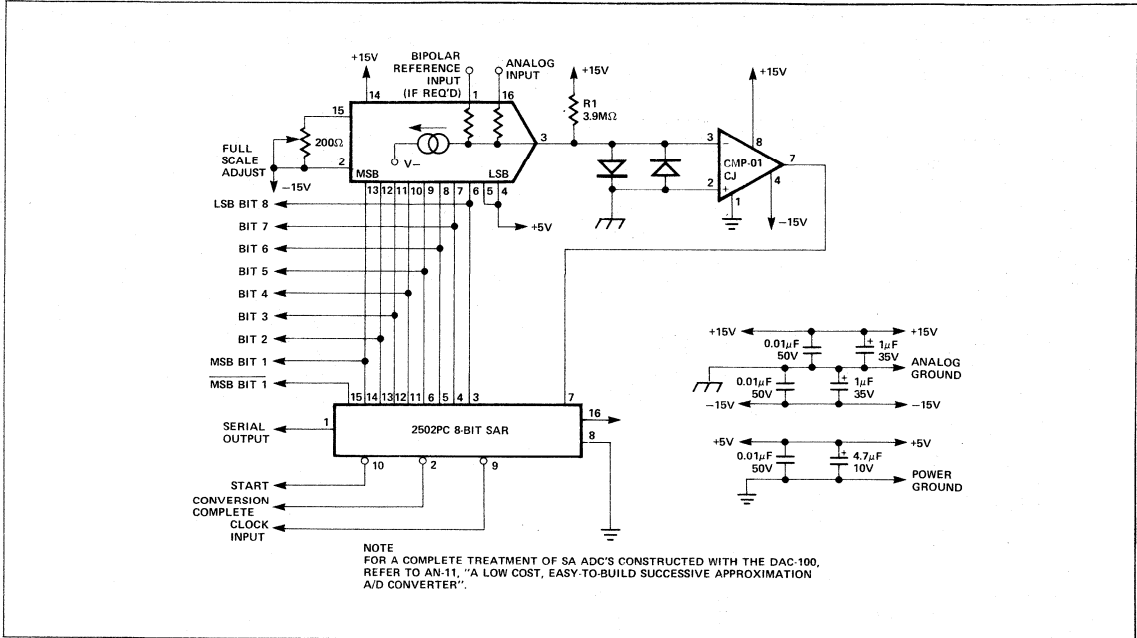 +15V
BIPOLAR
REFERENCE
INPUT
(IF REQ'D)
ANALOG
INPUT
+15V
+15V
14
1
16
R1
3.9MΩ
15
200Ω
FULL
SCALE
ADJUST
2
−15V
V−
MSB
LSB
3
3
−
CMP-01
CJ
8
7
2
+
4
1
−15V
13 12 11 10 9 8 7 6 5 4
+5V
LSB BIT 8
BIT 7
BIT 6
BIT 5
BIT 4
BIT 3
BIT 2
MSB BIT 1
MSB BIT 1
15 14 13 12 11 6 5 4 3
7
16
8
SERIAL
OUTPUT
1
2502PC 8-BIT SAR
10
2
9
START
CONVERSION
COMPLETE
CLOCK
INPUT
+15V
+15V
0.01µF
50V
+
1µF
35V
ANALOG
GROUND
0.01µF
50V
+
1µF
35V
−15V
−15V
+5V
+5V
0.01µF
50V
+
4.7µF
10V
POWER
GROUND
NOTE
FOR A COMPLETE TREATMENT OF SA ADC'S CONSTRUCTED WITH THE DAC-100,
REFER TO AN-11, "A LOW COST, EASY-TO-BUILD SUCCESSIVE APPROXIMATION
A/D CONVERTER".